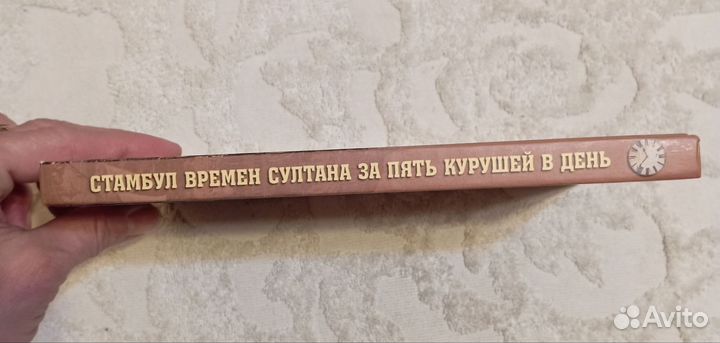 СТАМБУЛ ВРЕМЕН СУЛТАНА ЗА ПЯТЬ КУРУШЕЙ В ДЕНЬ
Avito